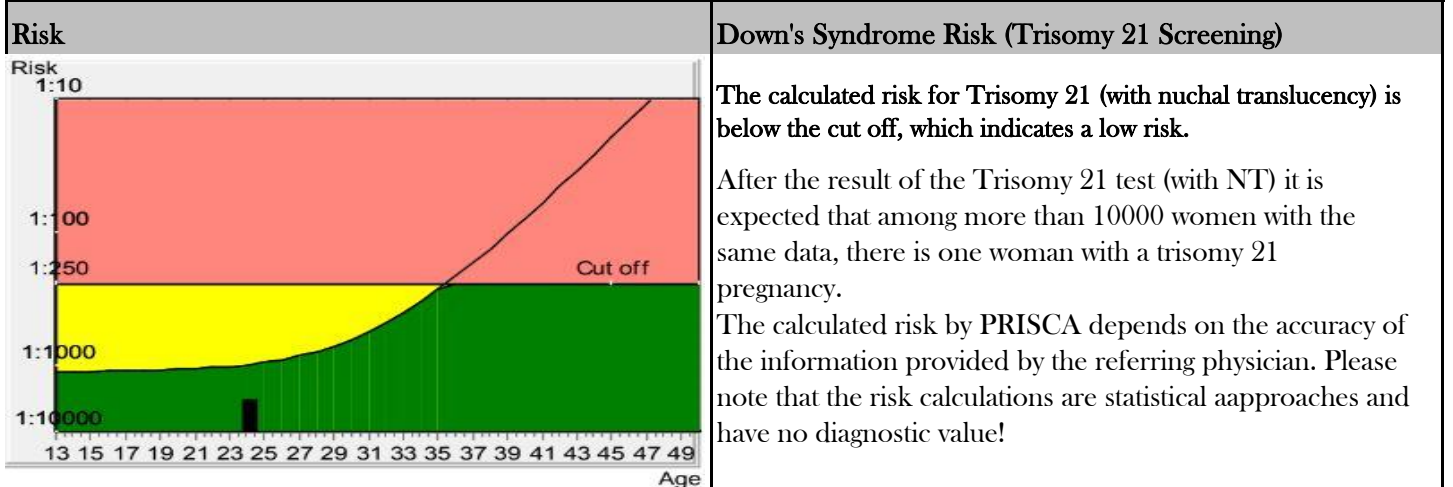 Risk
Risk
1:10
1:100
1:250
Cut off
1:1000
1:10000
13 15 17 19 21 23 25 27 29 31 33 35 37 39 41 43 45 47 49
Age
Down's Syndrome Risk (Trisomy 21 Screening)
The calculated risk for Trisomy 21 (with nuchal translucency) is
below the cut off, which indicates a low risk.
After the result of the Trisomy 21 test (with NT) it is
expected that among more than 10000 women with the
same data, there is one woman with a trisomy 21
pregnancy.
The calculated risk by PRISCA depends on the accuracy of
the information provided by the referring physician. Please
note that the risk calculations are statistical aapproaches and
have no diagnostic value!